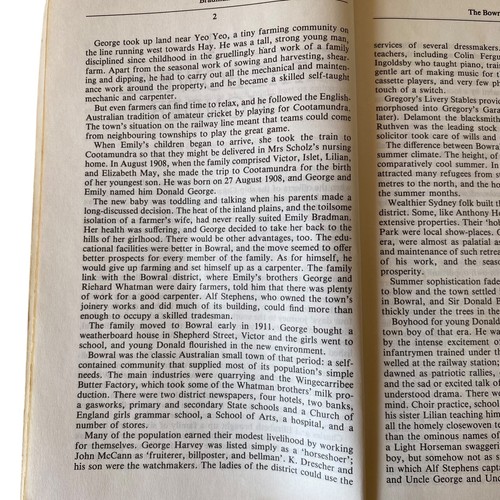 2
George took up land near Yeo Yeo, a tiny farming community on
the line running west towards Hay. He was a tall, strong young man,
disciplined since childhood in the gruellingly hard work of a family
farm. Apart from the seasonal work of sowing and harvesting, shear-
ing and dipping, he had to carry out all the mechanical and mainten-
ance work around the property, and he became a skilled self-taught
mechanic and carpenter.
But even farmers can find time to relax, and he followed the English-
Australian tradition of amateur cricket by playing for Cootamundra.
The town's situation on the railway line meant that teams could come
from neighbouring townships to play the great game.
When Emily's children began to arrive, she took the train to
Cootamundra so that they might be delivered in Mrs Scholz's nursing
home. In August 1908, when the family comprised Victor, Islet, Lilian,
and Elizabeth May, she made the trip to Cootamundra for the birth
of her youngest son. He was born on 27 August 1908, and George and
Emily named him Donald George.
The new baby was toddling and talking when his parents made a
long-discussed decision. The heat of the inland plains, and the toilsome
isolation of a farmer's wife, had never really suited Emily Bradman.
Her health was suffering, and George decided to take her back to the
hills of her girlhood. There would be other advantages, too. The edu-
cational facilities were better in Bowral, and the move seemed to offer
better prospects for every member of the family. As for himself, he
would give up farming and set himself up as a carpenter. The family
link with the Bowral district, where Emily's brothers George and
Richard Whatman were dairy farmers, told him that there was plenty
of work for a good carpenter. Alf Stephens, who owned the town's
joinery works and did much of its building, could find more than
enough to occupy a skilled tradesman.
The family moved to Bowral early in 1911. George bought a
weatherboard house in Shepherd Street, Victor and the girls went to
school, and young Donald flourished in the new environment.
Bowral was the classic Australian small town of that period: a self-
contained community that supplied most of its population's simple
needs. The main industries were quarrying and the Wingecarribee
Butter Factory, which took some of the Whatman brothers' milk pro-
duction. There were two district newspapers, four hotels, two banks,
a gasworks, primary and secondary State schools and a Church of
England girls grammar school, a School of Arts, a hospital, and a
number of stores.
Many of the population earned their modest livelihood by working
for themselves. George Harvey was listed simply as a 'horseshoer';
John McCann as 'fruiterer, billposter, and bellman'. K. Drescher and
his son were the watchmakers. The ladies of the district could use the
The Bowra
services of several dressmakers,
teachers, including Colin Fergu
Ingoldsby who taught piano, train
gentle art of making music for t
cassette players, and very few ph
touch of a switch.
Gregory's Livery Stables pre
morphosed into Gregory's Gara
later). Delamont the blacksmith
Ruthven was the leading stock
solicitor took care of wills and
The difference between Bowral
summer climate. The height, of
comparatively cool summer. In
attracted many refugees from s
metres to the north, and the ho
the summer months.
Wealthier Sydney folk built th
district. Some, like Anthony Ho
extensive properties. Their 'hol
Park were local show-places. C
era, were almost as palatial a
and maintenance of such retrea
of his work, and the seaso
prosperity.
Summer sophistication fade
to blow and the town settled
in Bowral, and Sir Donald B
thickly under the trees in the
Boyhood for young Donald
town boy of that era. He wa
by the intense excitement of
infantrymen trained under th
welled at the railway station;
dawned as patriotic rallies,
and the sad or excited talk of
understood drama. There wa
mind. Choir practice, school
his sister Lilian teaching him
all the homely closewoven te
than the ominous names of
a Light Horseman swaggerin
boy, but somehow not as s
in which Alf Stephens capta
and Uncle George and Unc